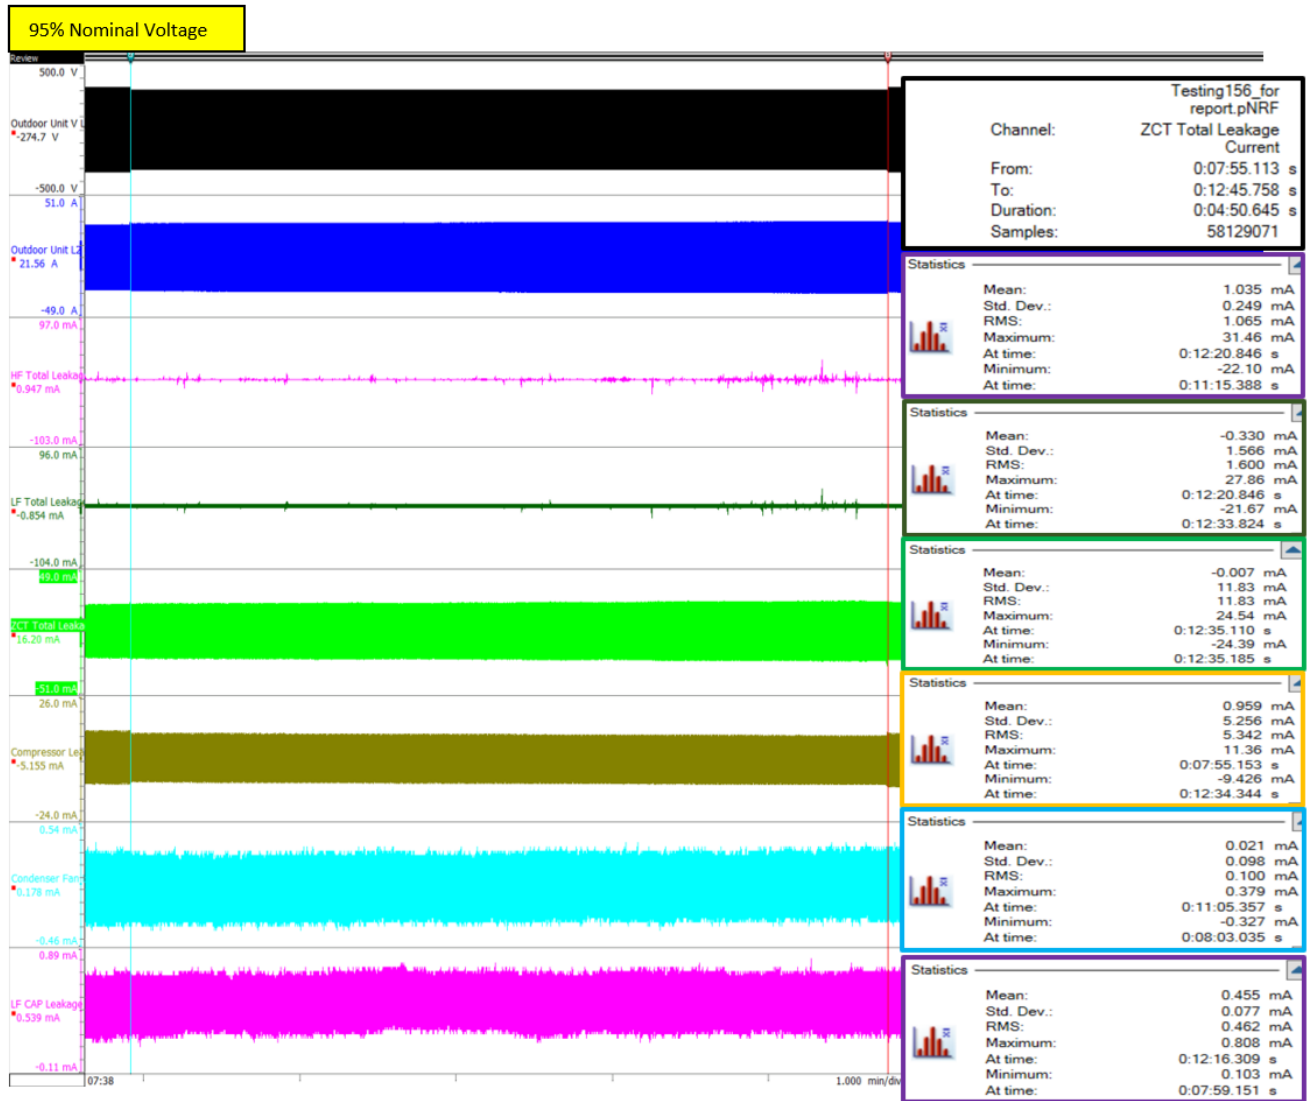 95% Nominal Voltage
Review
500.0 V
Outdoor Unit V L
-274.7 V
-500.0 V
51.0 A
Outdoor Unit L2
21.56 A
-49.0 A
97.0 mA
HF Total Leakag
0.947 mA
-103.0 mA
96.0 mA
LF Total Leakag
-0.854 mA
-104.0 mA
49.0 mA
ZCT Total Leaka
16.20 mA
-51.0 mA
26.0 mA
Compressor Lea
-5.155 mA
-24.0 mA
0.54 mA
Condenser Fan
0.178 mA
-0.46 mA
0.89 mA
LF CAP Leakage
0.539 mA
-0.11 mA
07:38
1.000 min/div
Testing156_for
report.pNRF
Channel: ZCT Total Leakage
Current
From: 0:07:55.113 s
To: 0:12:45.758 s
Duration: 0:04:50.645 s
Samples: 58129071
Statistics
Mean: 1.035 mA
Std. Dev.: 0.249 mA
RMS: 1.065 mA
Maximum: 31.46 mA
At time: 0:12:20.846 s
Minimum: -22.10 mA
At time: 0:11:15.388 s
Statistics
Mean: -0.330 mA
Std. Dev.: 1.566 mA
RMS: 1.600 mA
Maximum: 27.86 mA
At time: 0:12:20.846 s
Minimum: -21.67 mA
At time: 0:12:33.824 s
Statistics
Mean: -0.007 mA
Std. Dev.: 11.83 mA
RMS: 11.83 mA
Maximum: 24.54 mA
At time: 0:12:35.110 s
Minimum: -24.39 mA
At time: 0:12:35.185 s
Statistics
Mean: 0.959 mA
Std. Dev.: 5.256 mA
RMS: 5.342 mA
Maximum: 11.36 mA
At time: 0:07:55.153 s
Minimum: -9.426 mA
At time: 0:12:34.344 s
Statistics
Mean: 0.021 mA
Std. Dev.: 0.098 mA
RMS: 0.100 mA
Maximum: 0.379 mA
At time: 0:11:05.357 s
Minimum: -0.327 mA
At time: 0:08:03.035 s
Statistics
Mean: 0.455 mA
Std. Dev.: 0.077 mA
RMS: 0.462 mA
Maximum: 0.808 mA
At time: 0:12:16.309 s
Minimum: 0.103 mA
At time: 0:07:59.151 s